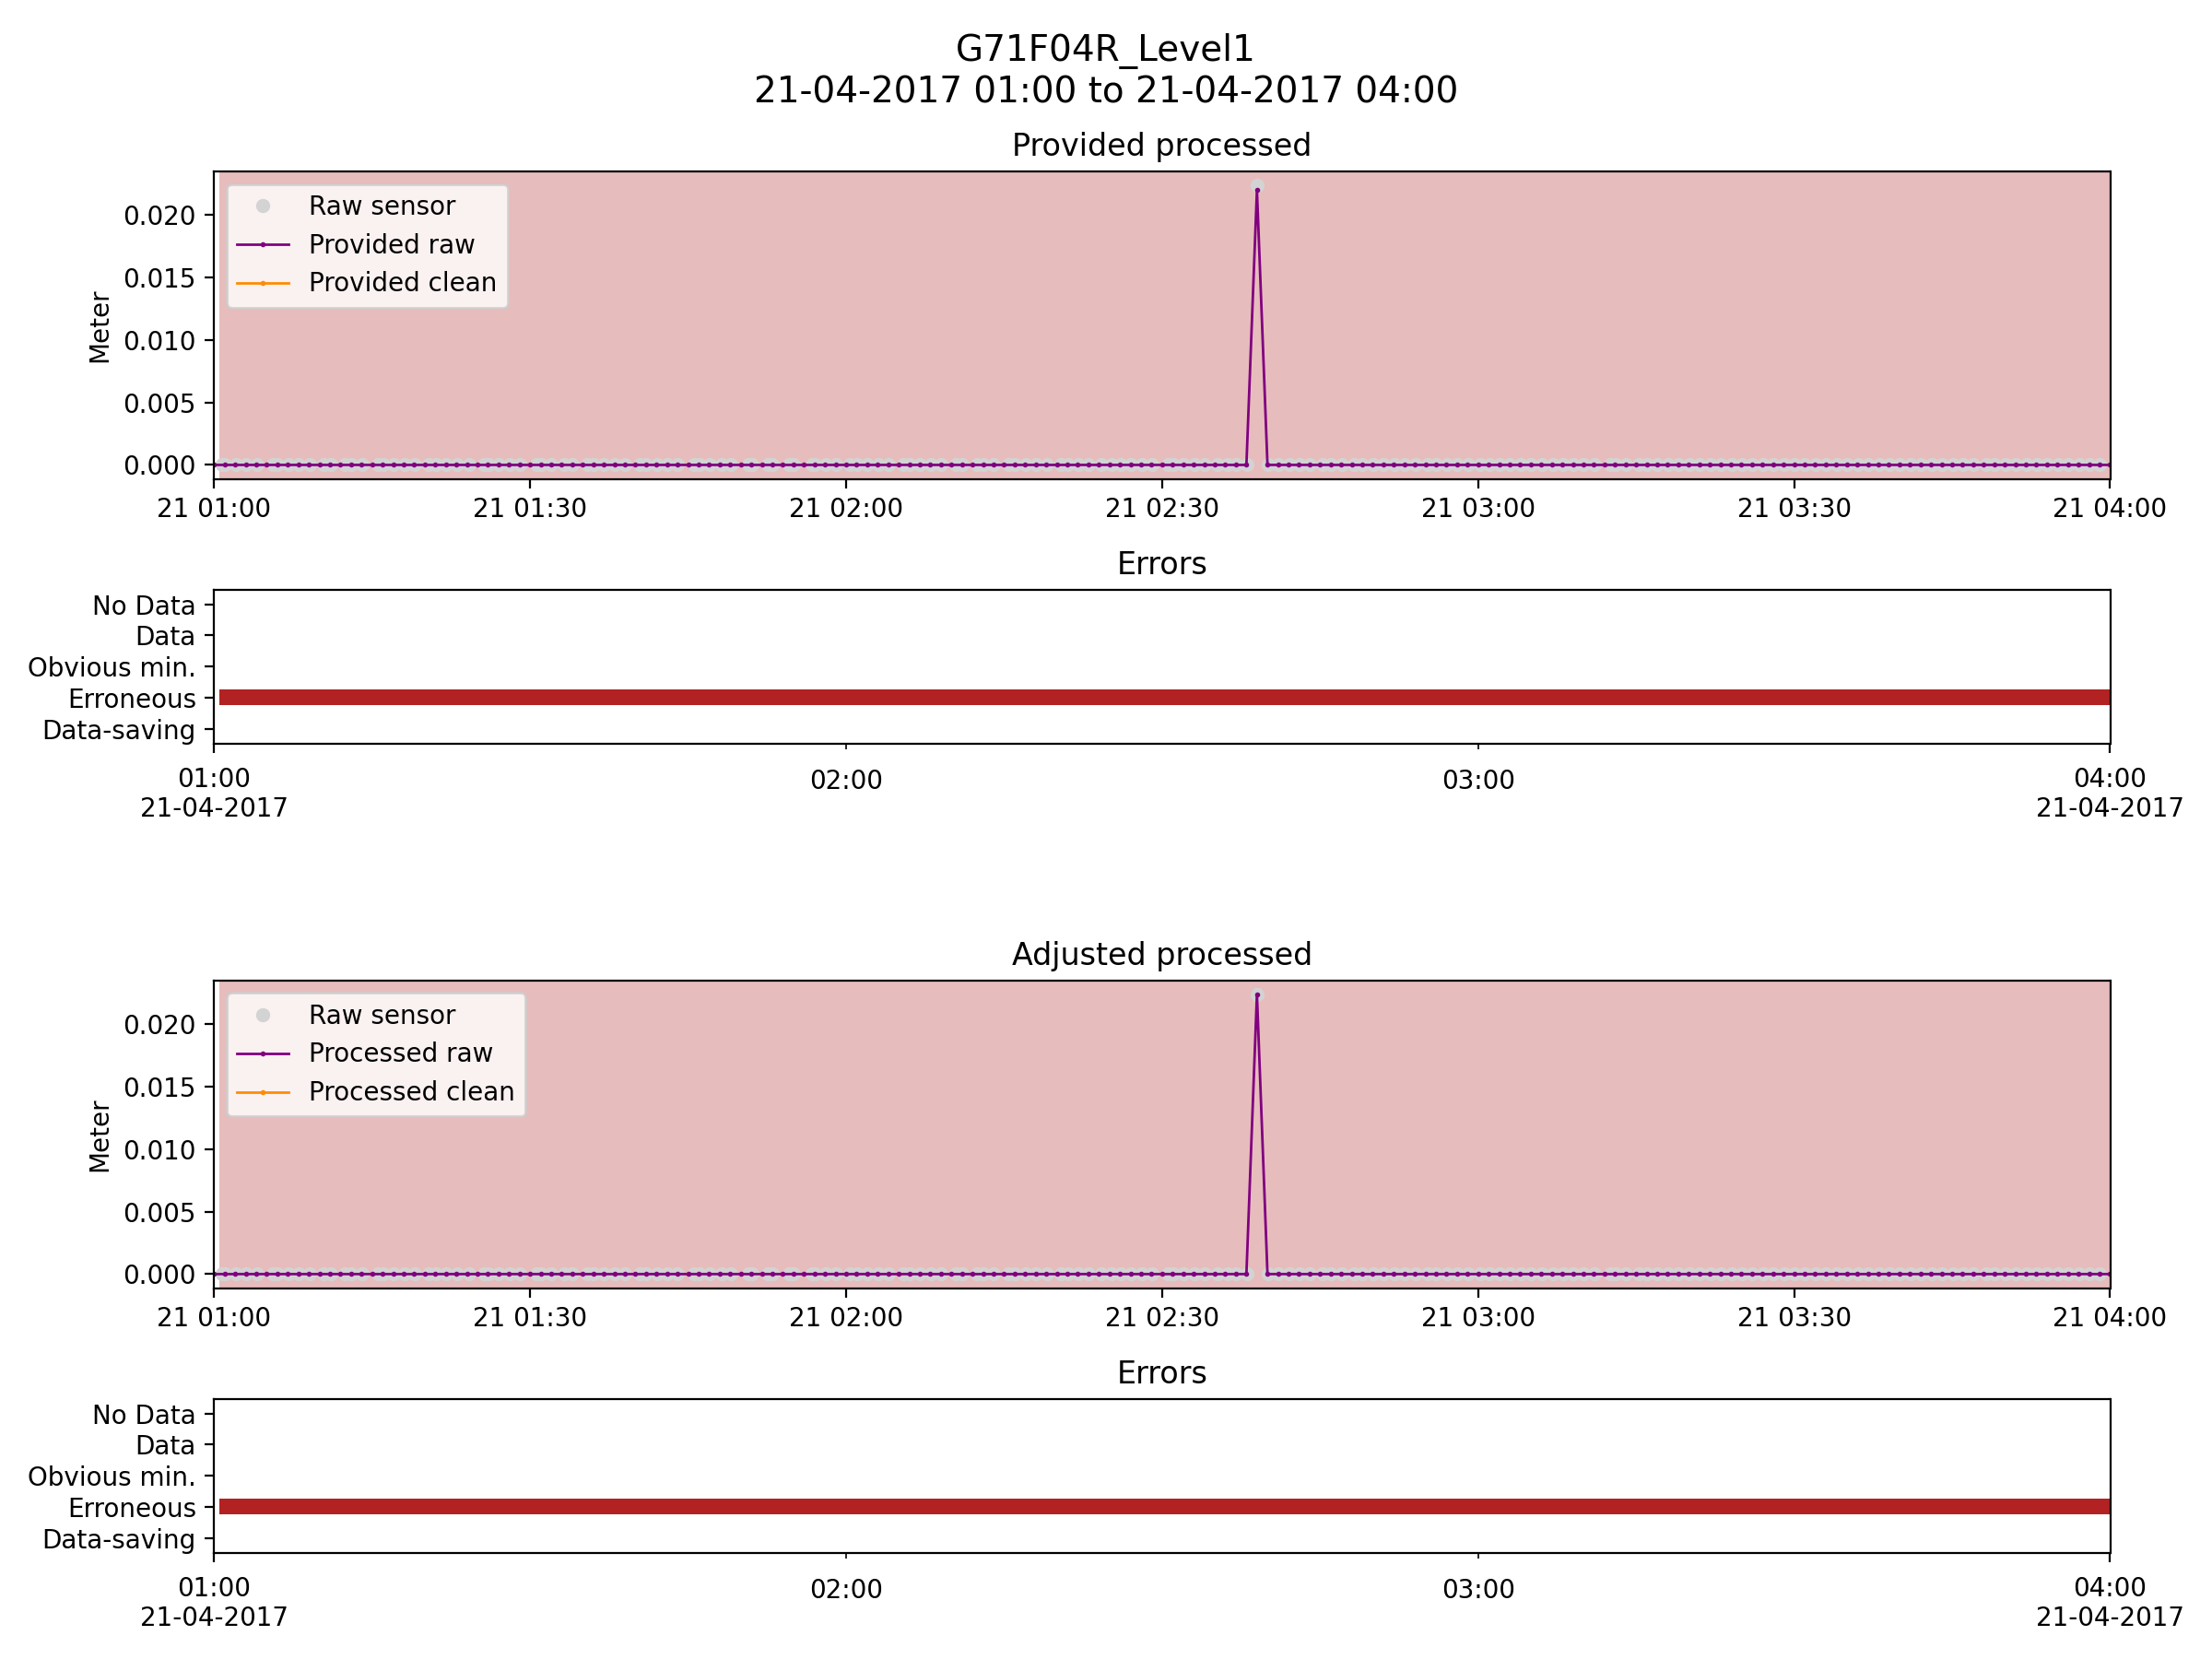 G71F04R_Level1
21-04-2017 01:00 to 21-04-2017 04:00
Provided processed
Raw sensor
Provided raw
Provided clean
Meter
0.020
0.015
0.010
0.005
0.000
21 01:00 21 01:30 21 02:00 21 02:30 21 03:00 21 03:30 21 04:00
Errors
No Data
Data
Obvious min.
Erroneous
Data-saving
01:00 02:00 03:00 04:00
21-04-2017 21-04-2017
Adjusted processed
Raw sensor
Processed raw
Processed clean
Meter
0.020
0.015
0.010
0.005
0.000
21 01:00 21 01:30 21 02:00 21 02:30 21 03:00 21 03:30 21 04:00
Errors
No Data
Data
Obvious min.
Erroneous
Data-saving
01:00 02:00 03:00 04:00
21-04-2017 21-04-2017